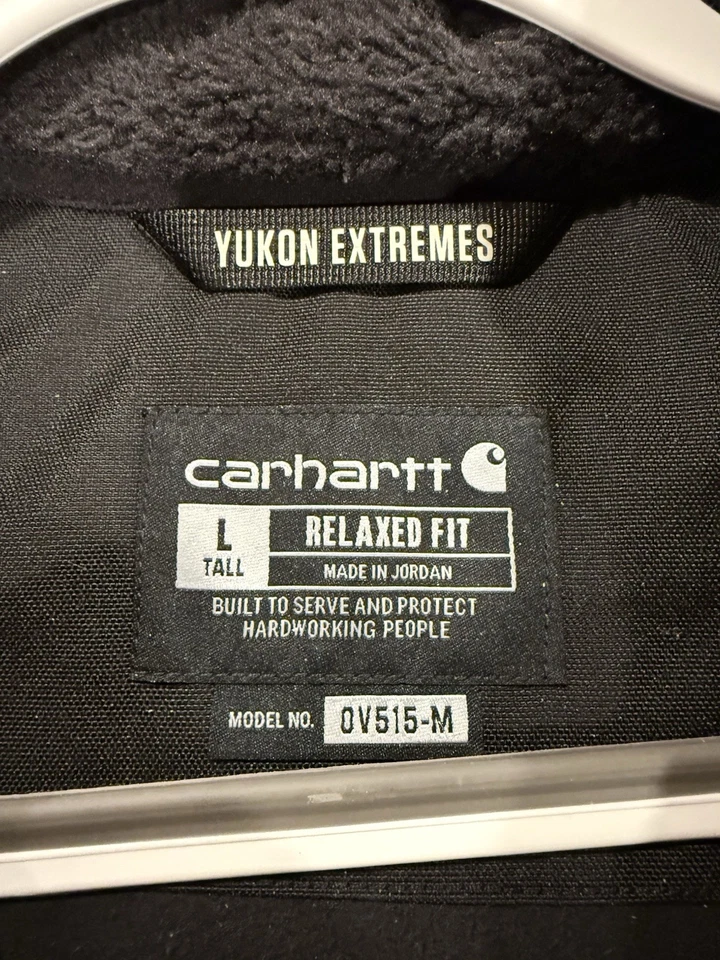 YUKON EXTREMES
carhartt
L
TALL
RELAXED FIT
MADE IN JORDAN
BUILT TO SERVE AND PROTECT
HARDWORKING PEOPLE
MODEL NO. OV515-M